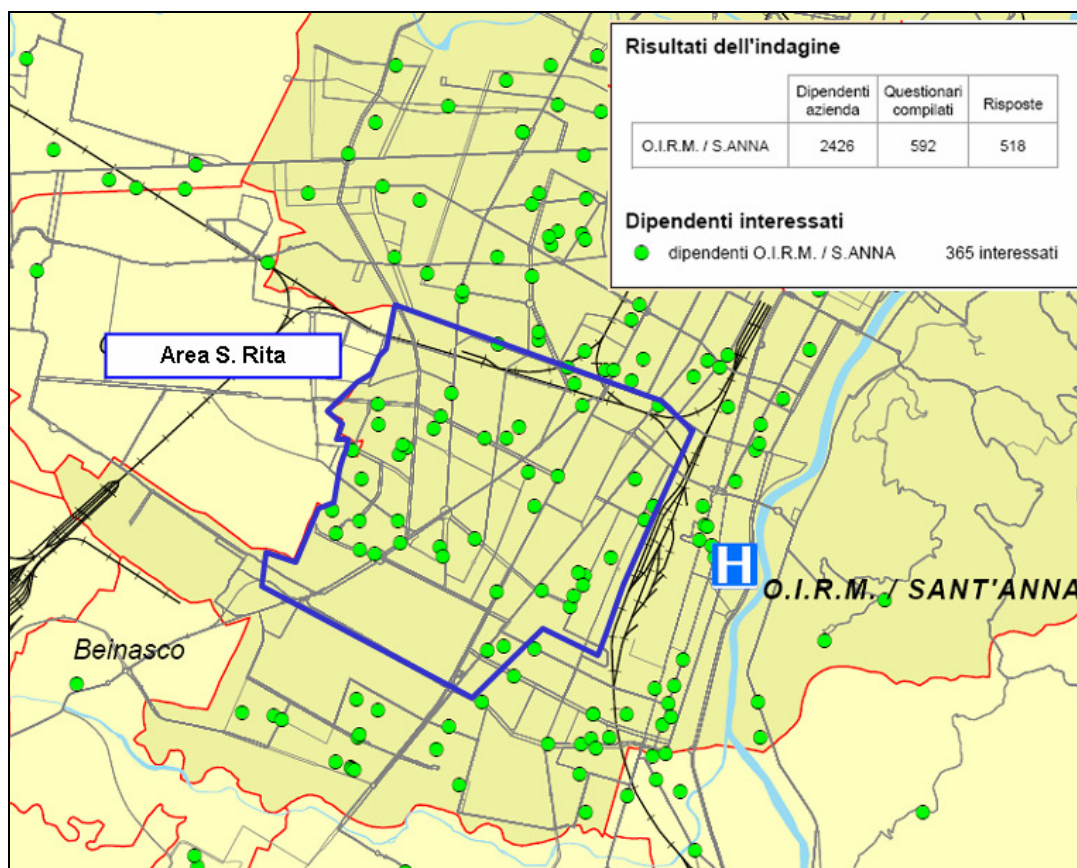 Risultati dell'indagine
Dipendenti azienda
Questionari compilati
Risposte
O.I.R.M. / S.ANNA 2426 592 518
Dipendenti interessati
dipendenti O.I.R.M. / S.ANNA 365 interessati
Area S. Rita
H
O.I.R.M. / SANT'ANNA
Beinasco